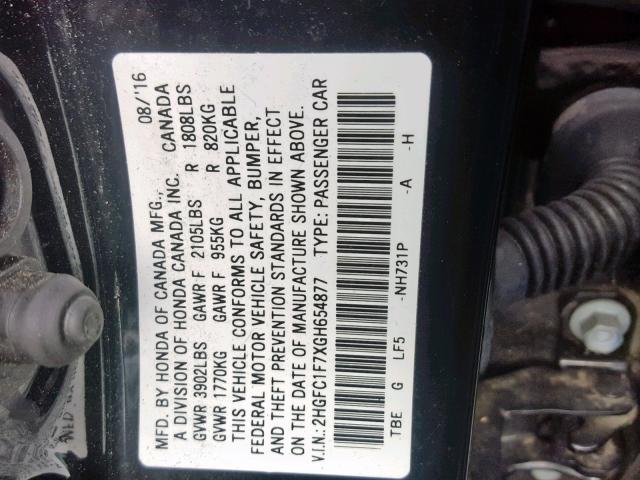 MFD. BY HONDA OF CANADA MFG., 08/'16
A DIVISION OF HONDA CANADA INC. CANADA
GVWR 3902LBS GAWR F 2105LBS R 1808LBS
GVWR 1770KG GAWR F 955KG R 820KG
THIS VEHICLE CONFORMS TO ALL APPLICABLE
FEDERAL MOTOR VEHICLE SAFETY, BUMPER,
AND THEFT PREVENTION STANDARDS IN EFFECT
ON THE DATE OF MANUFACTURE SHOWN ABOVE.
V.I.N.:2HGFC1F7XGH654877 TYPE: PASSENGER CAR
TBE G LF5 -NH731P -A -H